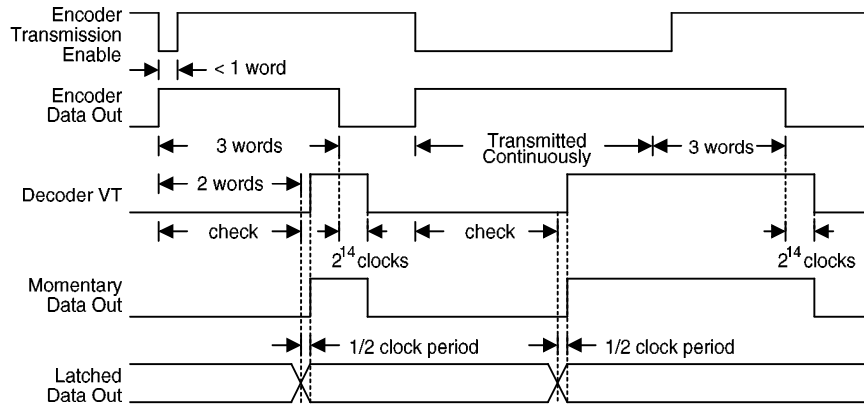 Encoder
Transmission
Enable
< 1 word
Encoder
Data Out
3 words
Transmitted
Continuously
3 words
Decoder VT
2 words
check
2^14 clocks
check
2^14 clocks
Momentary
Data Out
1/2 clock period
1/2 clock period
Latched
Data Out